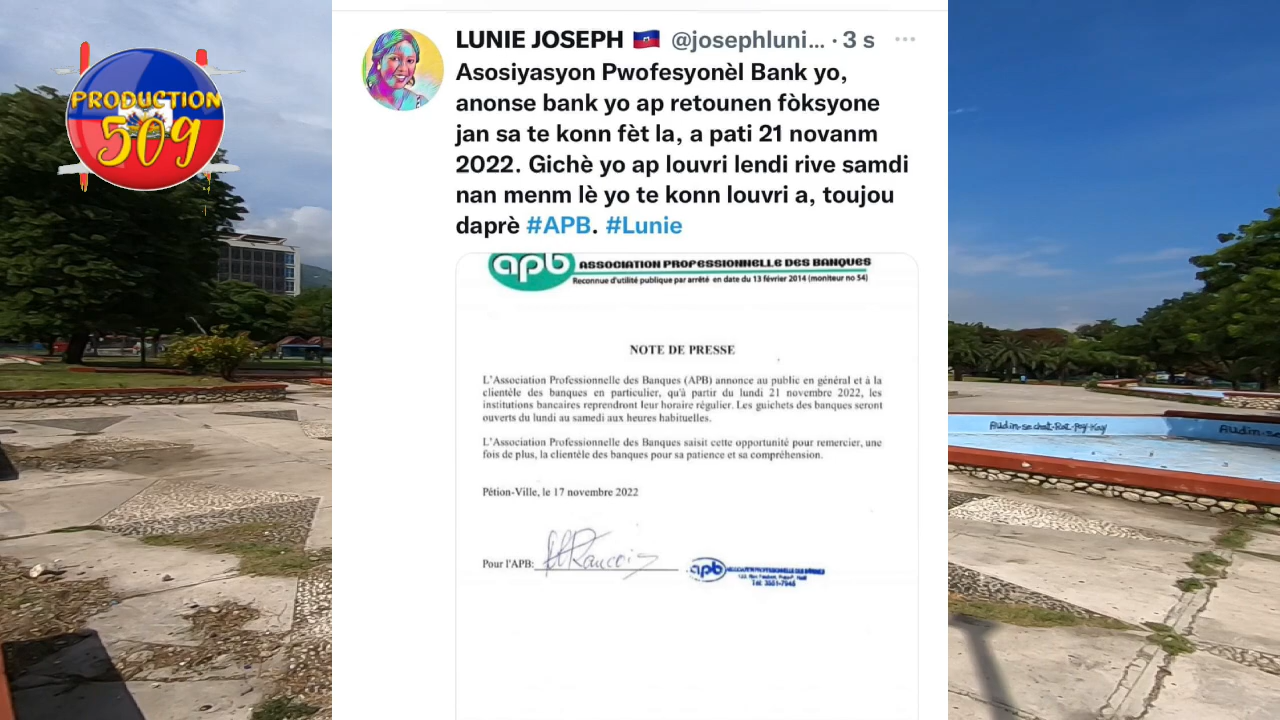 PRODUCTION
509
LUNIE JOSEPH @josephluni... · 3 s
Asosiyasyon Pwofesyonèl Bank yo,
anonse bank yo ap retounen fòksyone
jan sa te konn fèt la, a pati 21 novanm
2022. Gichè yo ap louvri lendi rive samdi
nan menm lè yo te konn louvri a, toujou
daprè #APB. #Lunie
apb ASSOCIATION PROFESSIONNELLE DES BANQUES
Reconnue d'utilité publique par arrêté en date du 13 février 2014 (moniteur no 54)
NOTE DE PRESSE
L'Association Professionnelle des Banques (APB) annonce au public en général et à la
clientèle des banques en particulier, qu'à partir du lundi 21 novembre 2022, les
institutions bancaires reprendront leur horaire régulier. Les guichets des banques seront
ouverts du lundi au samedi aux heures habituelles.
L'Association Professionnelle des Banques saisit cette opportunité pour remercier, une
fois de plus, la clientèle des banques pour sa patience et sa compréhension.
Pétion-Ville, le 17 novembre 2022
Pour l'APB:
apb ASSOCIATION PROFESSIONNELLE DES BANQUES